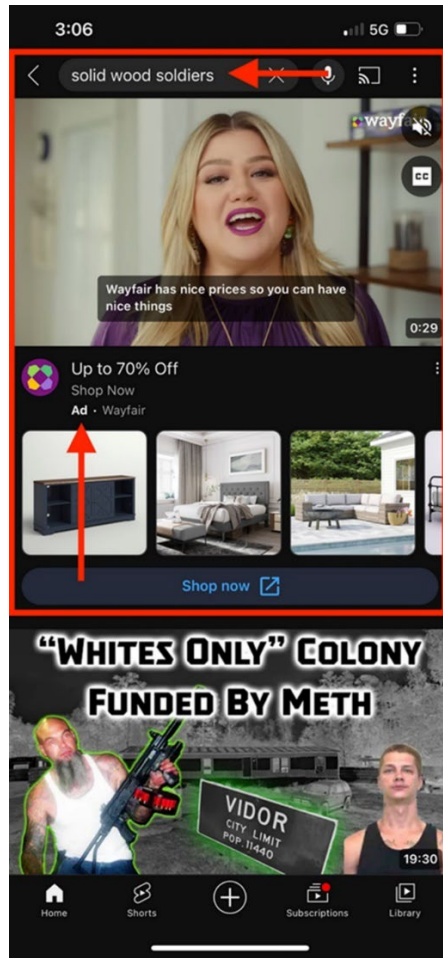 3:06
5G
solid wood soldiers
wayf
CC
Wayfair has nice prices so you can have
nice things
0:29
Up to 70% Off
Shop Now
Ad · Wayfair
Shop now
“WHITES ONLY” COLONY
FUNDED BY METH
VIDOR
CITY LIMIT
POP. 11440
19:30
Home
Shorts
Subscriptions
Library